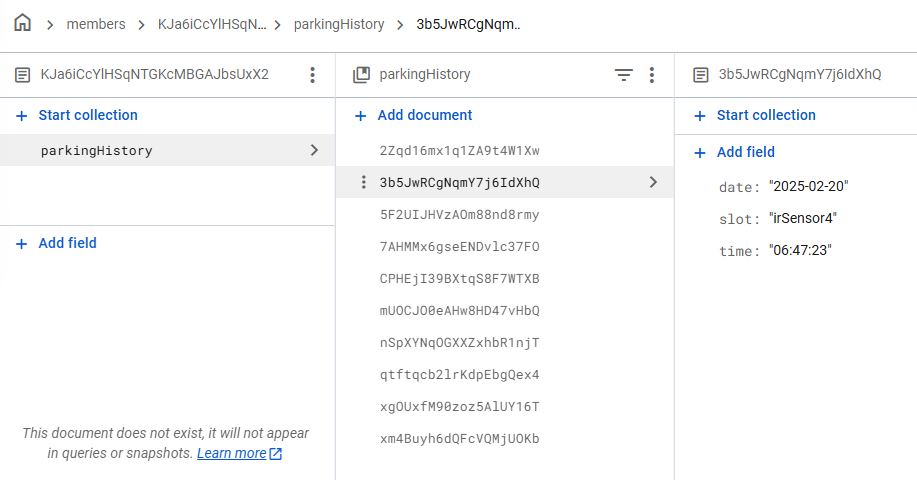 members > KJa6iCcYlHSqN... > parkingHistory > 3b5JwRCgNqm..
KJa6iCcYlHSqNTGKcMBGAJbsUxX2
Start collection
parkingHistory
Add field
This document does not exist, it will not appear
in queries or snapshots. Learn more
parkingHistory
Add document
2Zqd16mx1q1ZA9t4W1Xw
3b5JwRCgNqmY7j6IdXhQ
5F2UIJHVzAOm88nd8rmy
7AHMMx6gseENDvlc37FO
CPHEjI39BXtqS8F7WTXB
mUOCJO0eAHw8HD47vHbQ
nSpXYNqOGXXZxhbR1njT
qtftqcb2lrKdpEbgQex4
xgOUxfM90zoz5AlUY16T
xm4Buyh6dQFcVQMjUOKb
3b5JwRCgNqmY7j6IdXhQ
Start collection
Add field
date: "2025-02-20"
slot: "irSensor4"
time: "06:47:23"